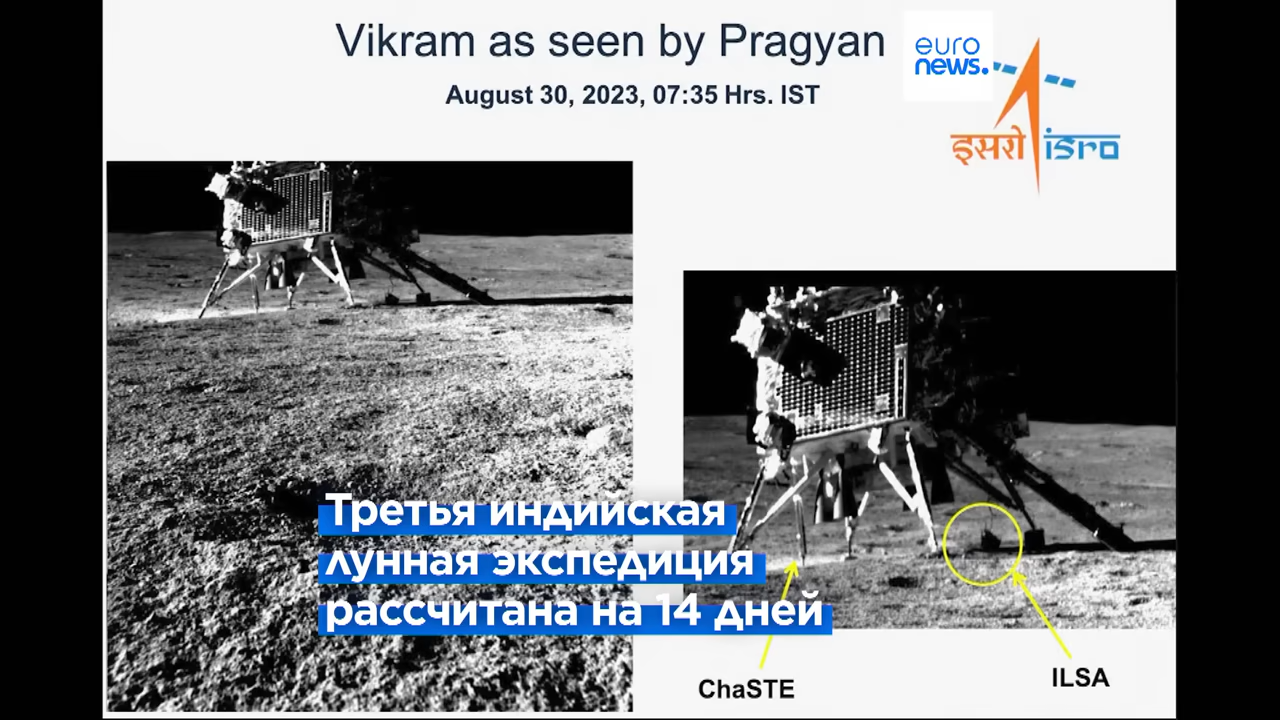 Vikram as seen by Pragyan
August 30, 2023, 07:35 Hrs. IST
euro
news.
इसरो isro
Третья индийская
лунная экспедиция
рассчитана на 14 дней
ChaSTE
ILSA